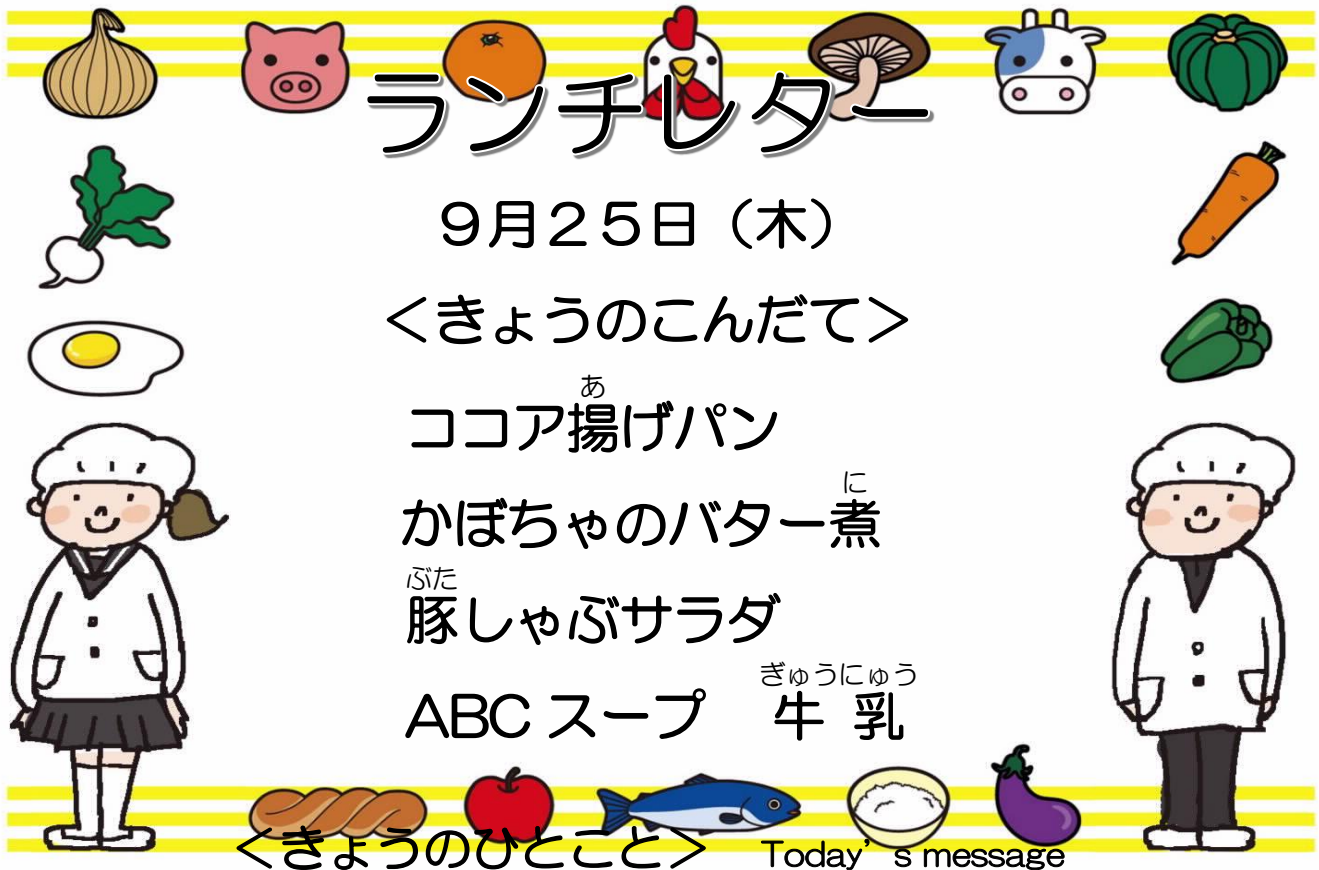 ランチレター
９月２５日（木）
＜きょうのこんだて＞
あ
ココア揚げパン
に
かぼちゃのバター煮
ぶた
豚しゃぶサラダ
ぎゅうにゅう
ABCスープ　牛 乳
＜きょうのひとこと＞　Today’s message